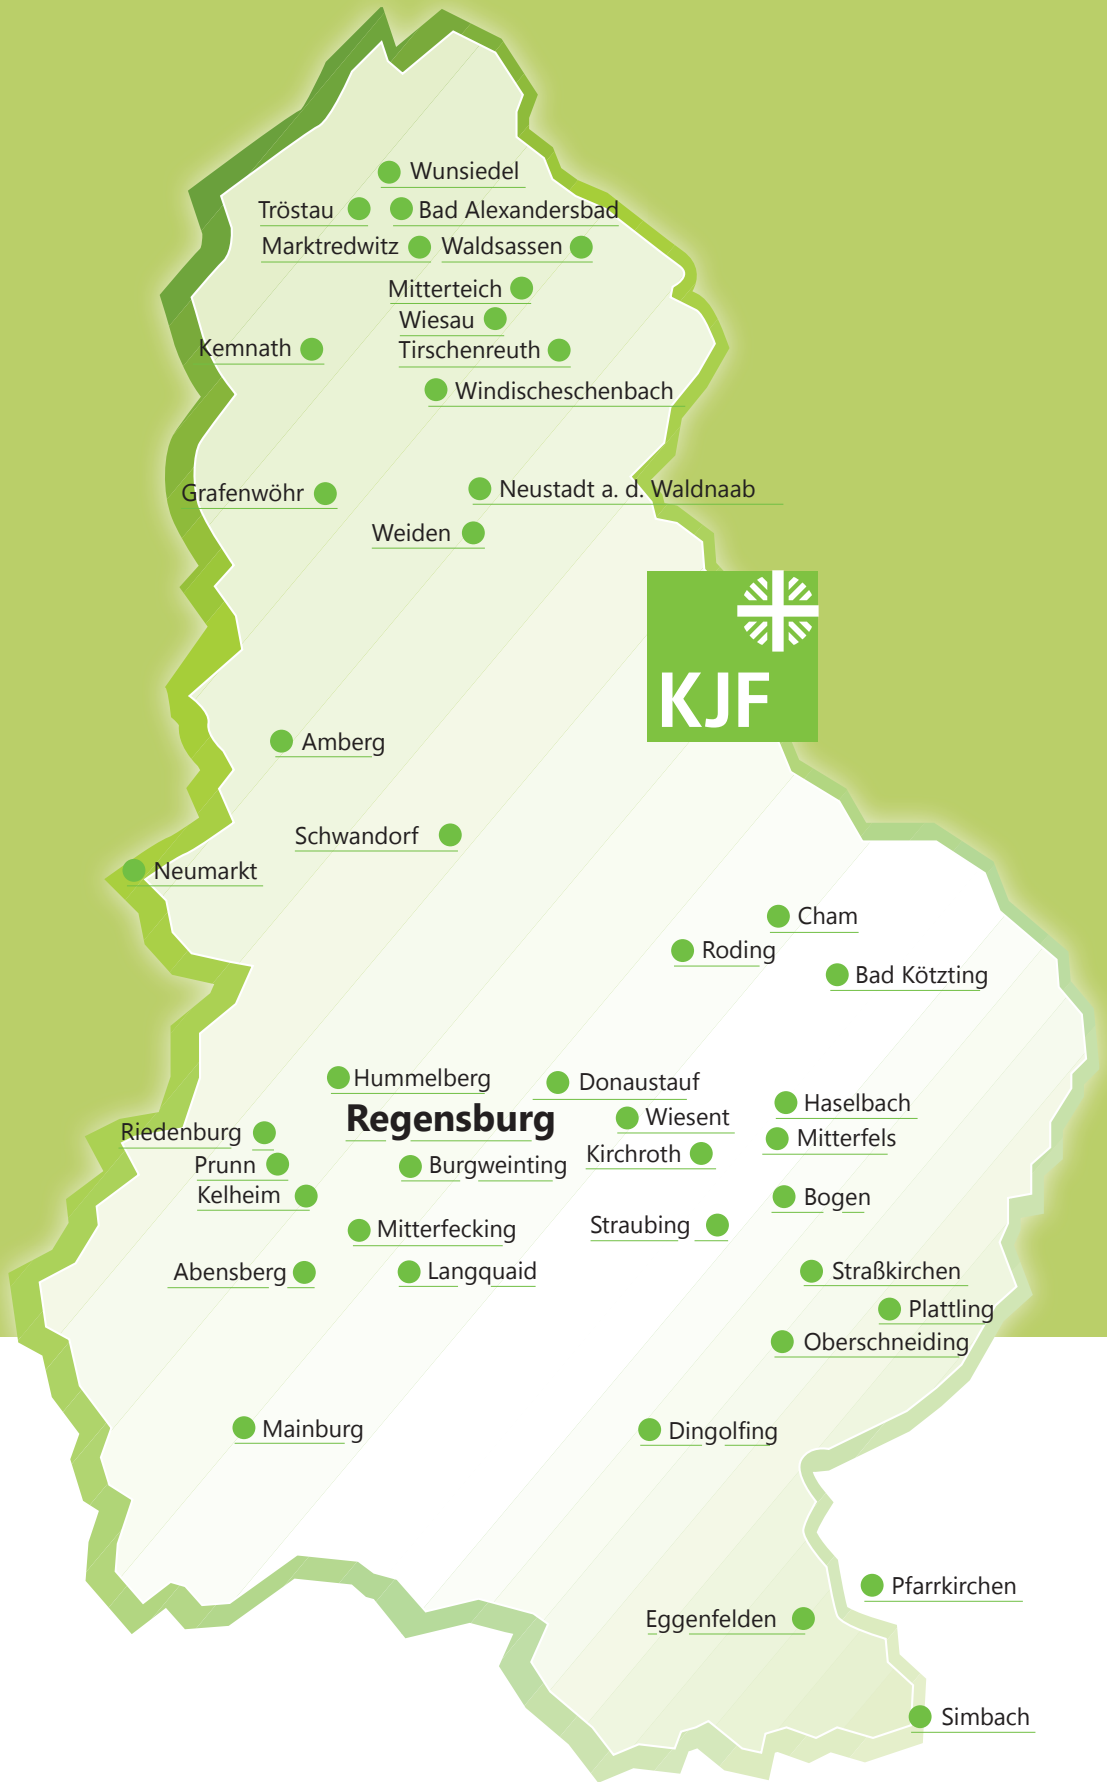 Wunsiedel
Tröstau
Bad Alexandersbad
Marktredwitz
Waldsassen
Mitterteich
Wiesau
Kemnath
Tirschenreuth
Windischeschenbach
Grafenwöhr
Neustadt a. d. Waldnaab
Weiden
KJF
Amberg
Schwandorf
Neumarkt
Cham
Roding
Bad Kötzting
Hummelberg
Donaustauf
Regensburg
Haselbach
Wiesent
Riedenburg
Mitterfels
Kirchroth
Prunn
Burgweinting
Kelheim
Bogen
Mitterfecking
Straubing
Abensberg
Langquaid
Straßkirchen
Plattling
Oberschneiding
Mainburg
Dingolfing
Pfarrkirchen
Eggenfelden
Simbach